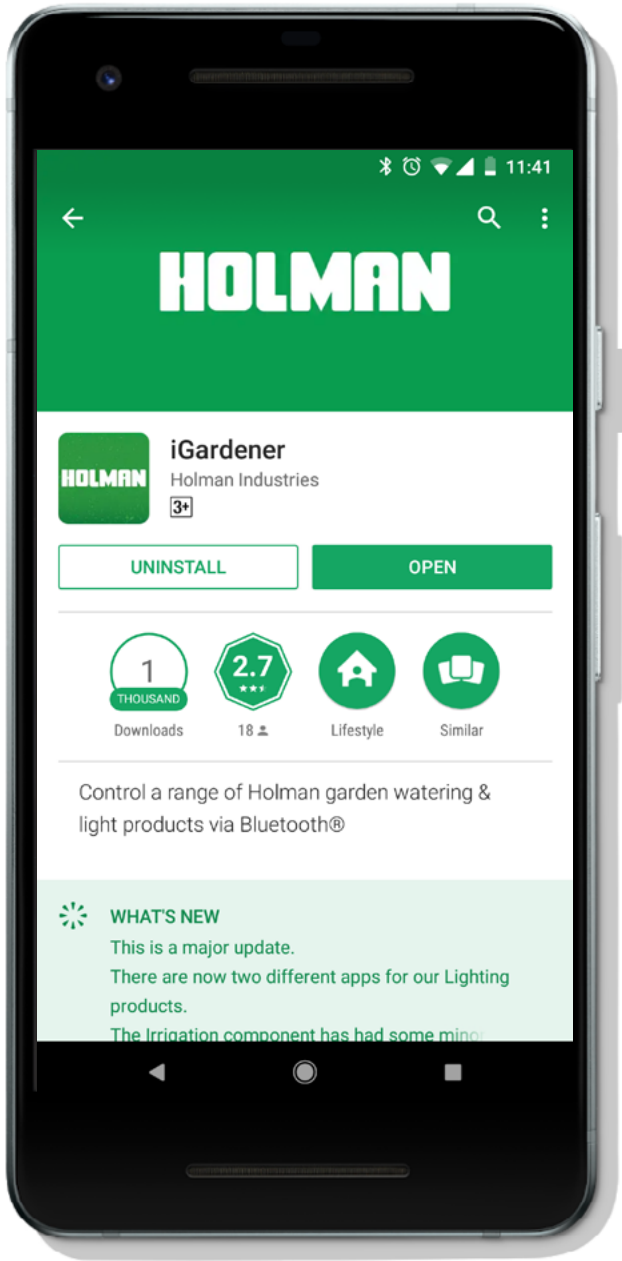 11:41
HOLMAN
HOLMAN
iGardener
Holman Industries
3+
UNINSTALL
OPEN
1
THOUSAND
Downloads
2.7
18
Lifestyle
Similar
Control a range of Holman garden watering &
light products via Bluetooth®
WHAT'S NEW
This is a major update.
There are now two different apps for our Lighting
products.
The Irrigation component has had some minor